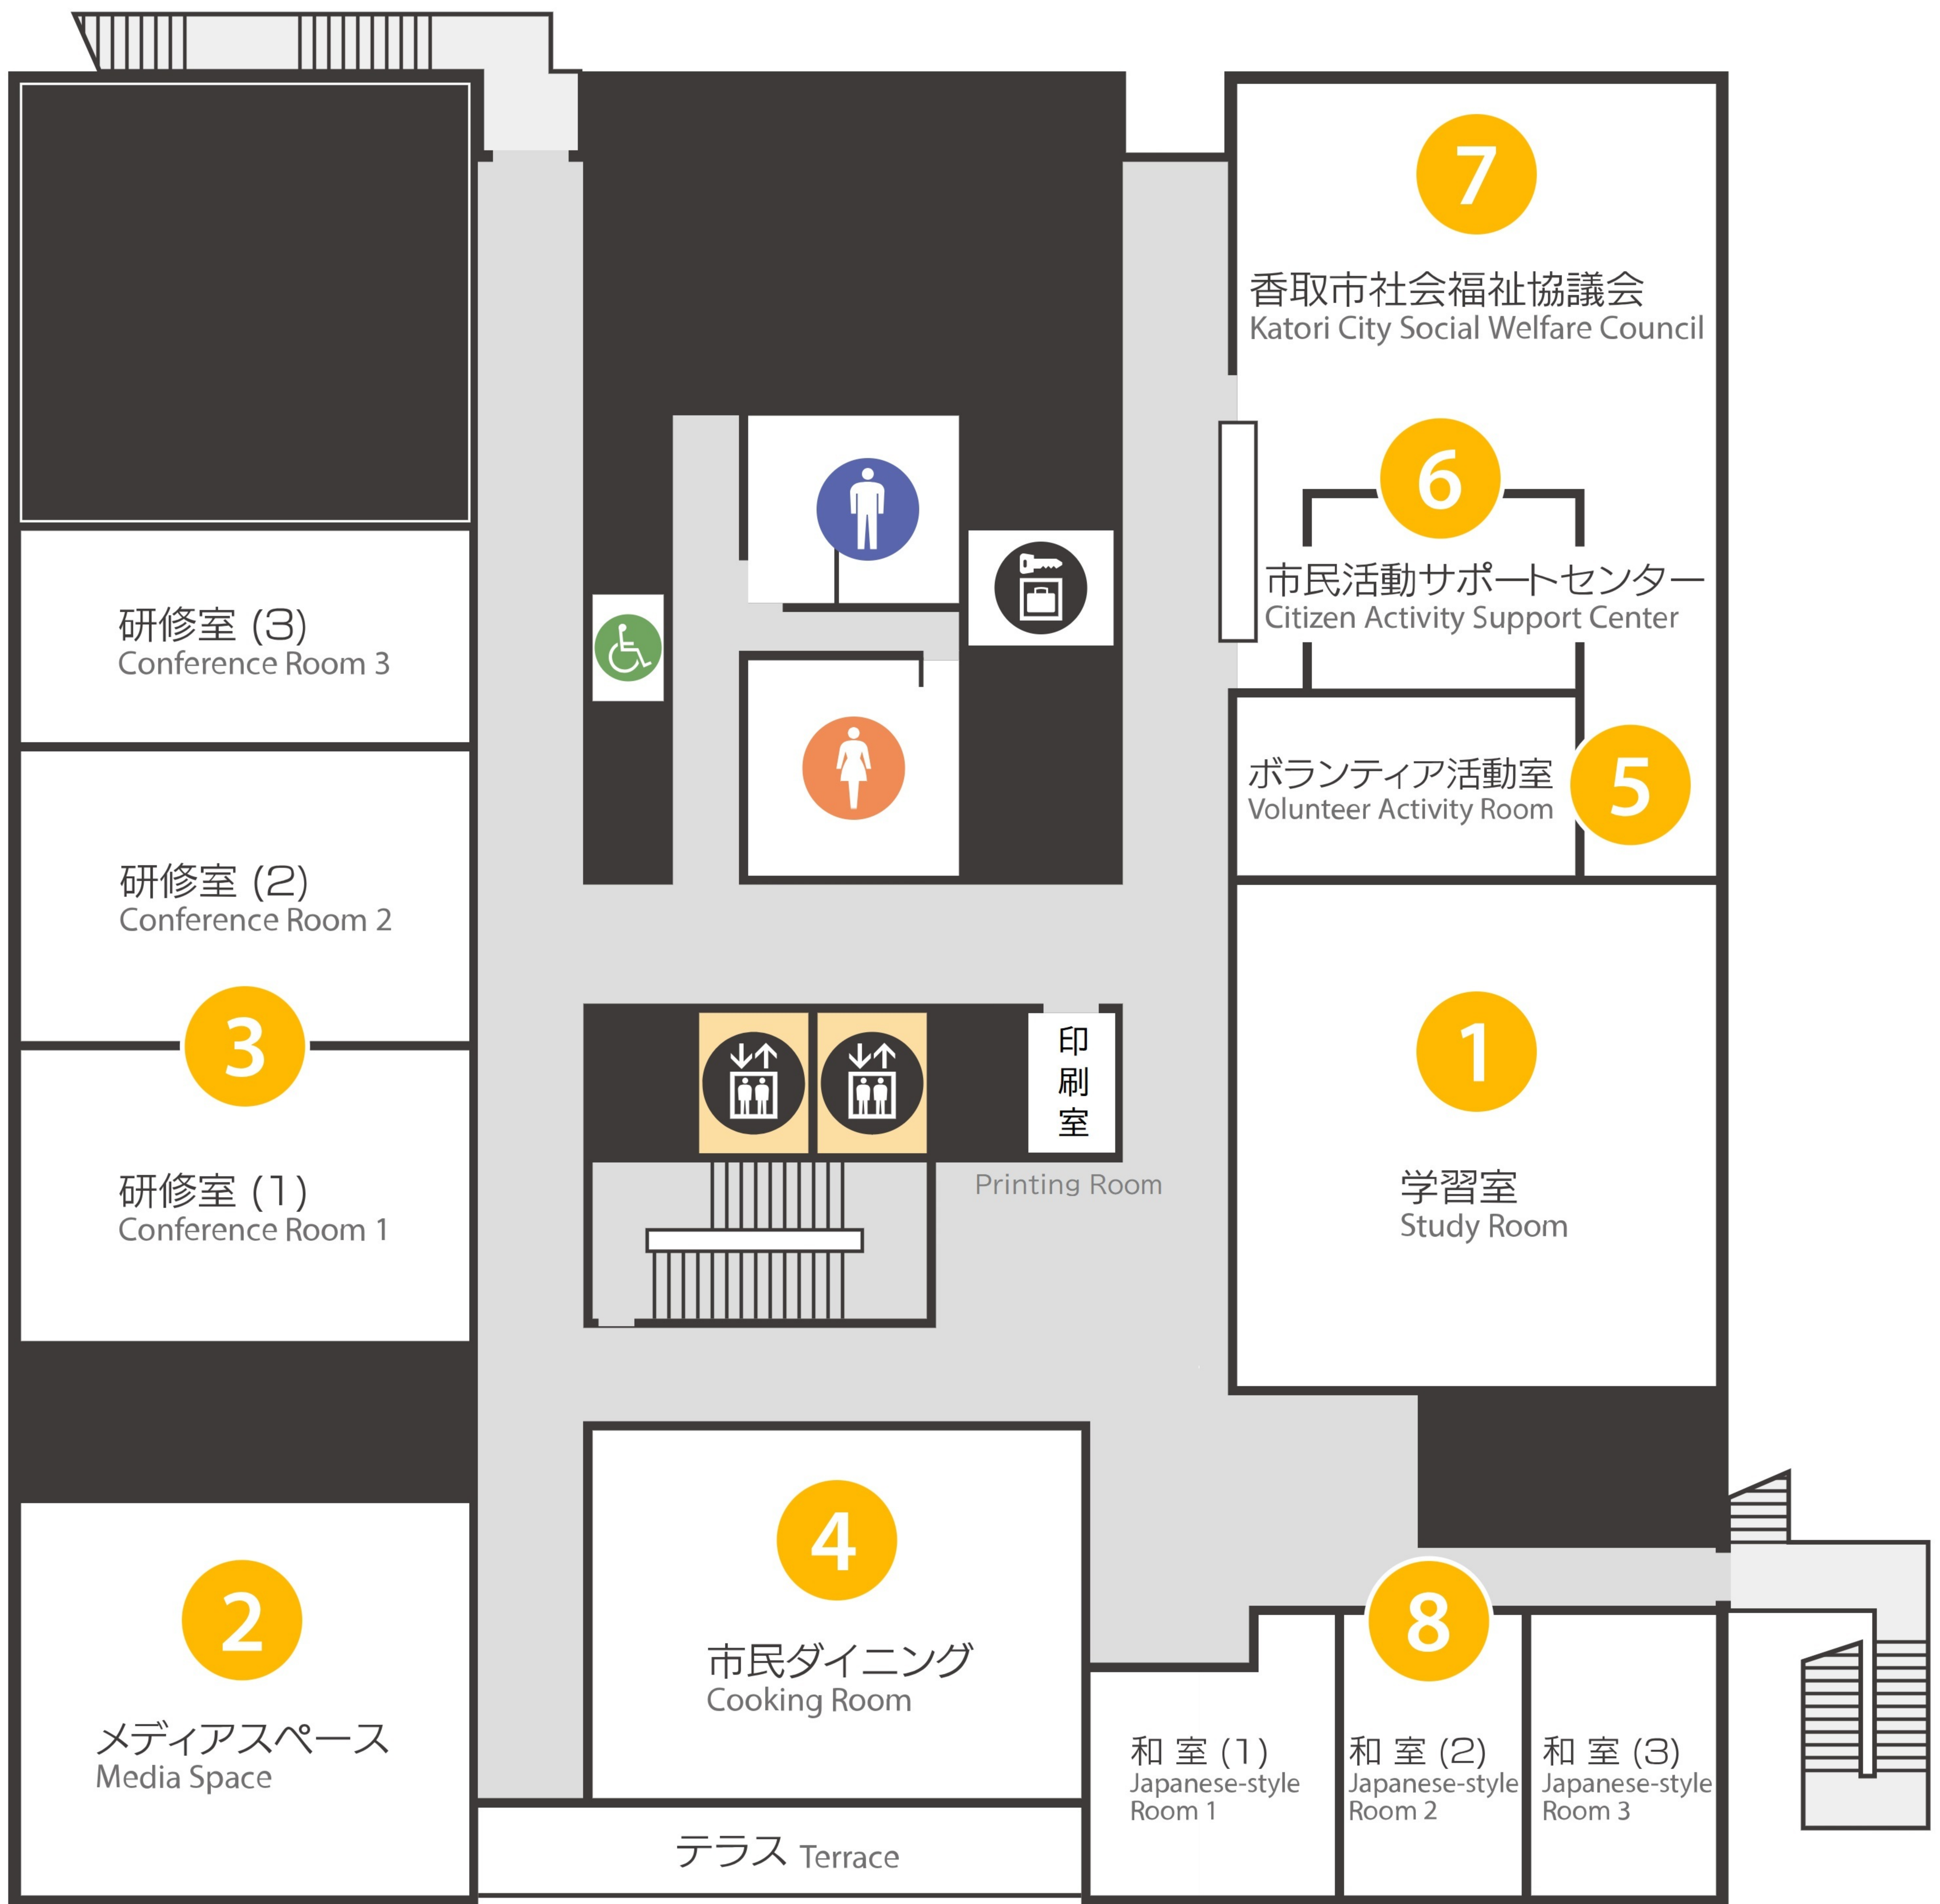 7
香取市社会福祉協議会
Katori City Social Welfare Council
6
市民活動サポートセンター
Citizen Activity Support Center
研修室 (3)
Conference Room 3
ボランティア活動室
Volunteer Activity Room
5
研修室 (2)
Conference Room 2
3
研修室 (1)
Conference Room 1
印刷室
Printing Room
1
学習室
Study Room
2
メディアスペース
Media Space
4
市民ダイニング
Cooking Room
8
和 室 (1)
Japanese-style
Room 1
和 室 (2)
Japanese-style
Room 2
和 室 (3)
Japanese-style
Room 3
テラス Terrace